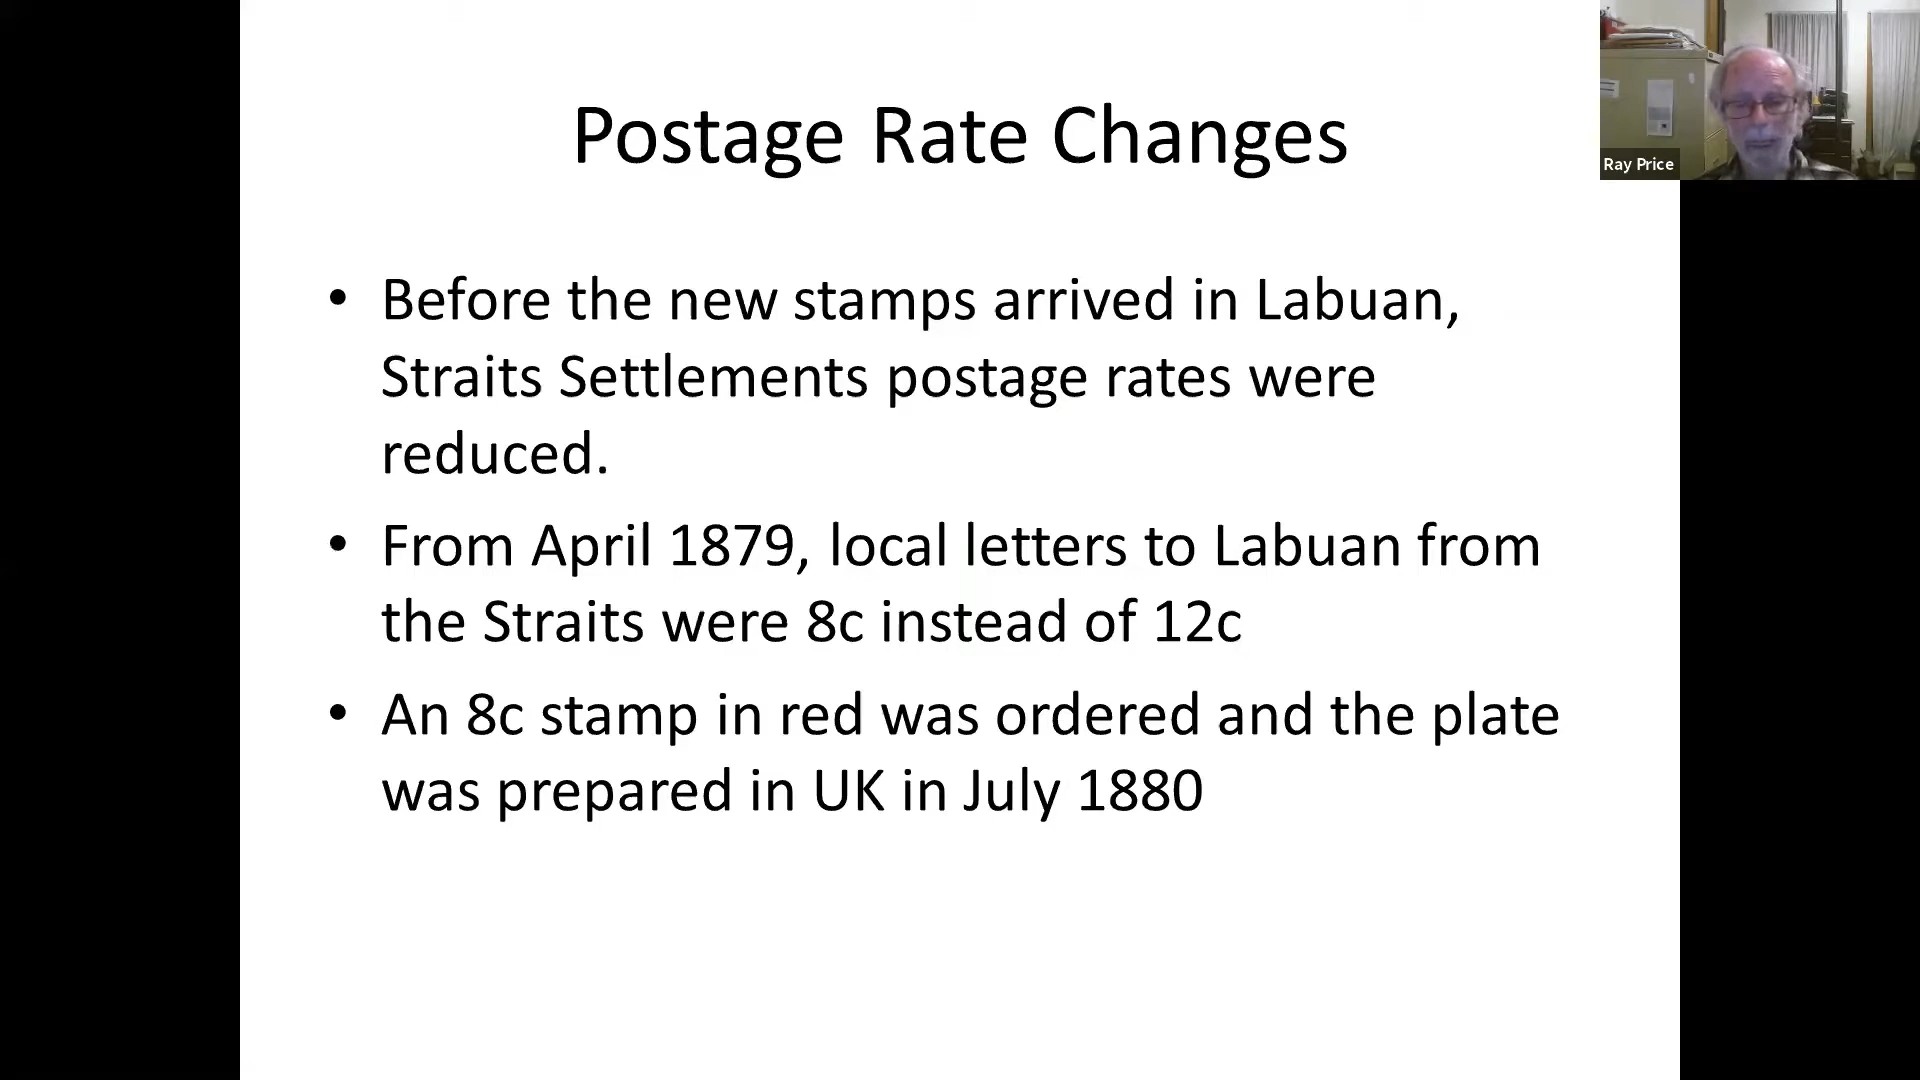 Postage Rate Changes
Ray Price
• Before the new stamps arrived in Labuan,
Straits Settlements postage rates were
reduced.
• From April 1879, local letters to Labuan from
the Straits were 8c instead of 12c
• An 8c stamp in red was ordered and the plate
was prepared in UK in July 1880